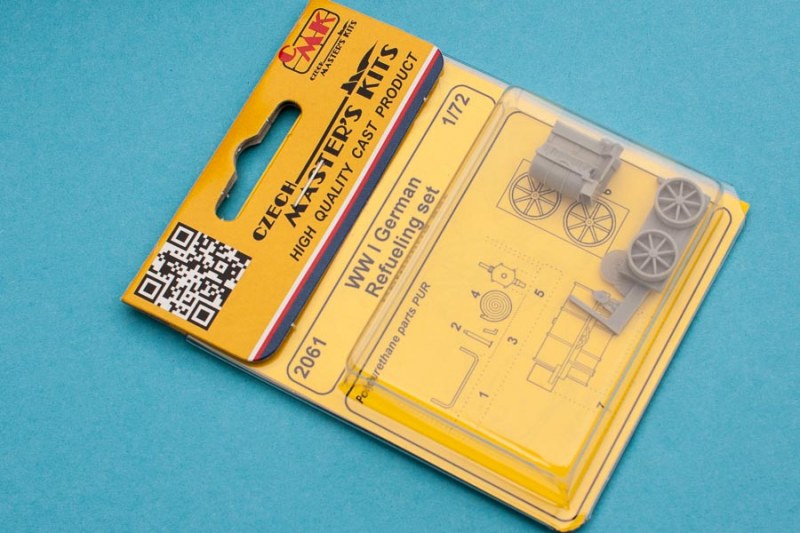 CMK
CZECH
MASTER'S KITS
CZECH
MASTER'S KITS
HIGH QUALITY CAST PRODUCT
1/72
WW I German
Refueling set
2061
Polyurethane parts PUR
1
2
3
4
5
6
7